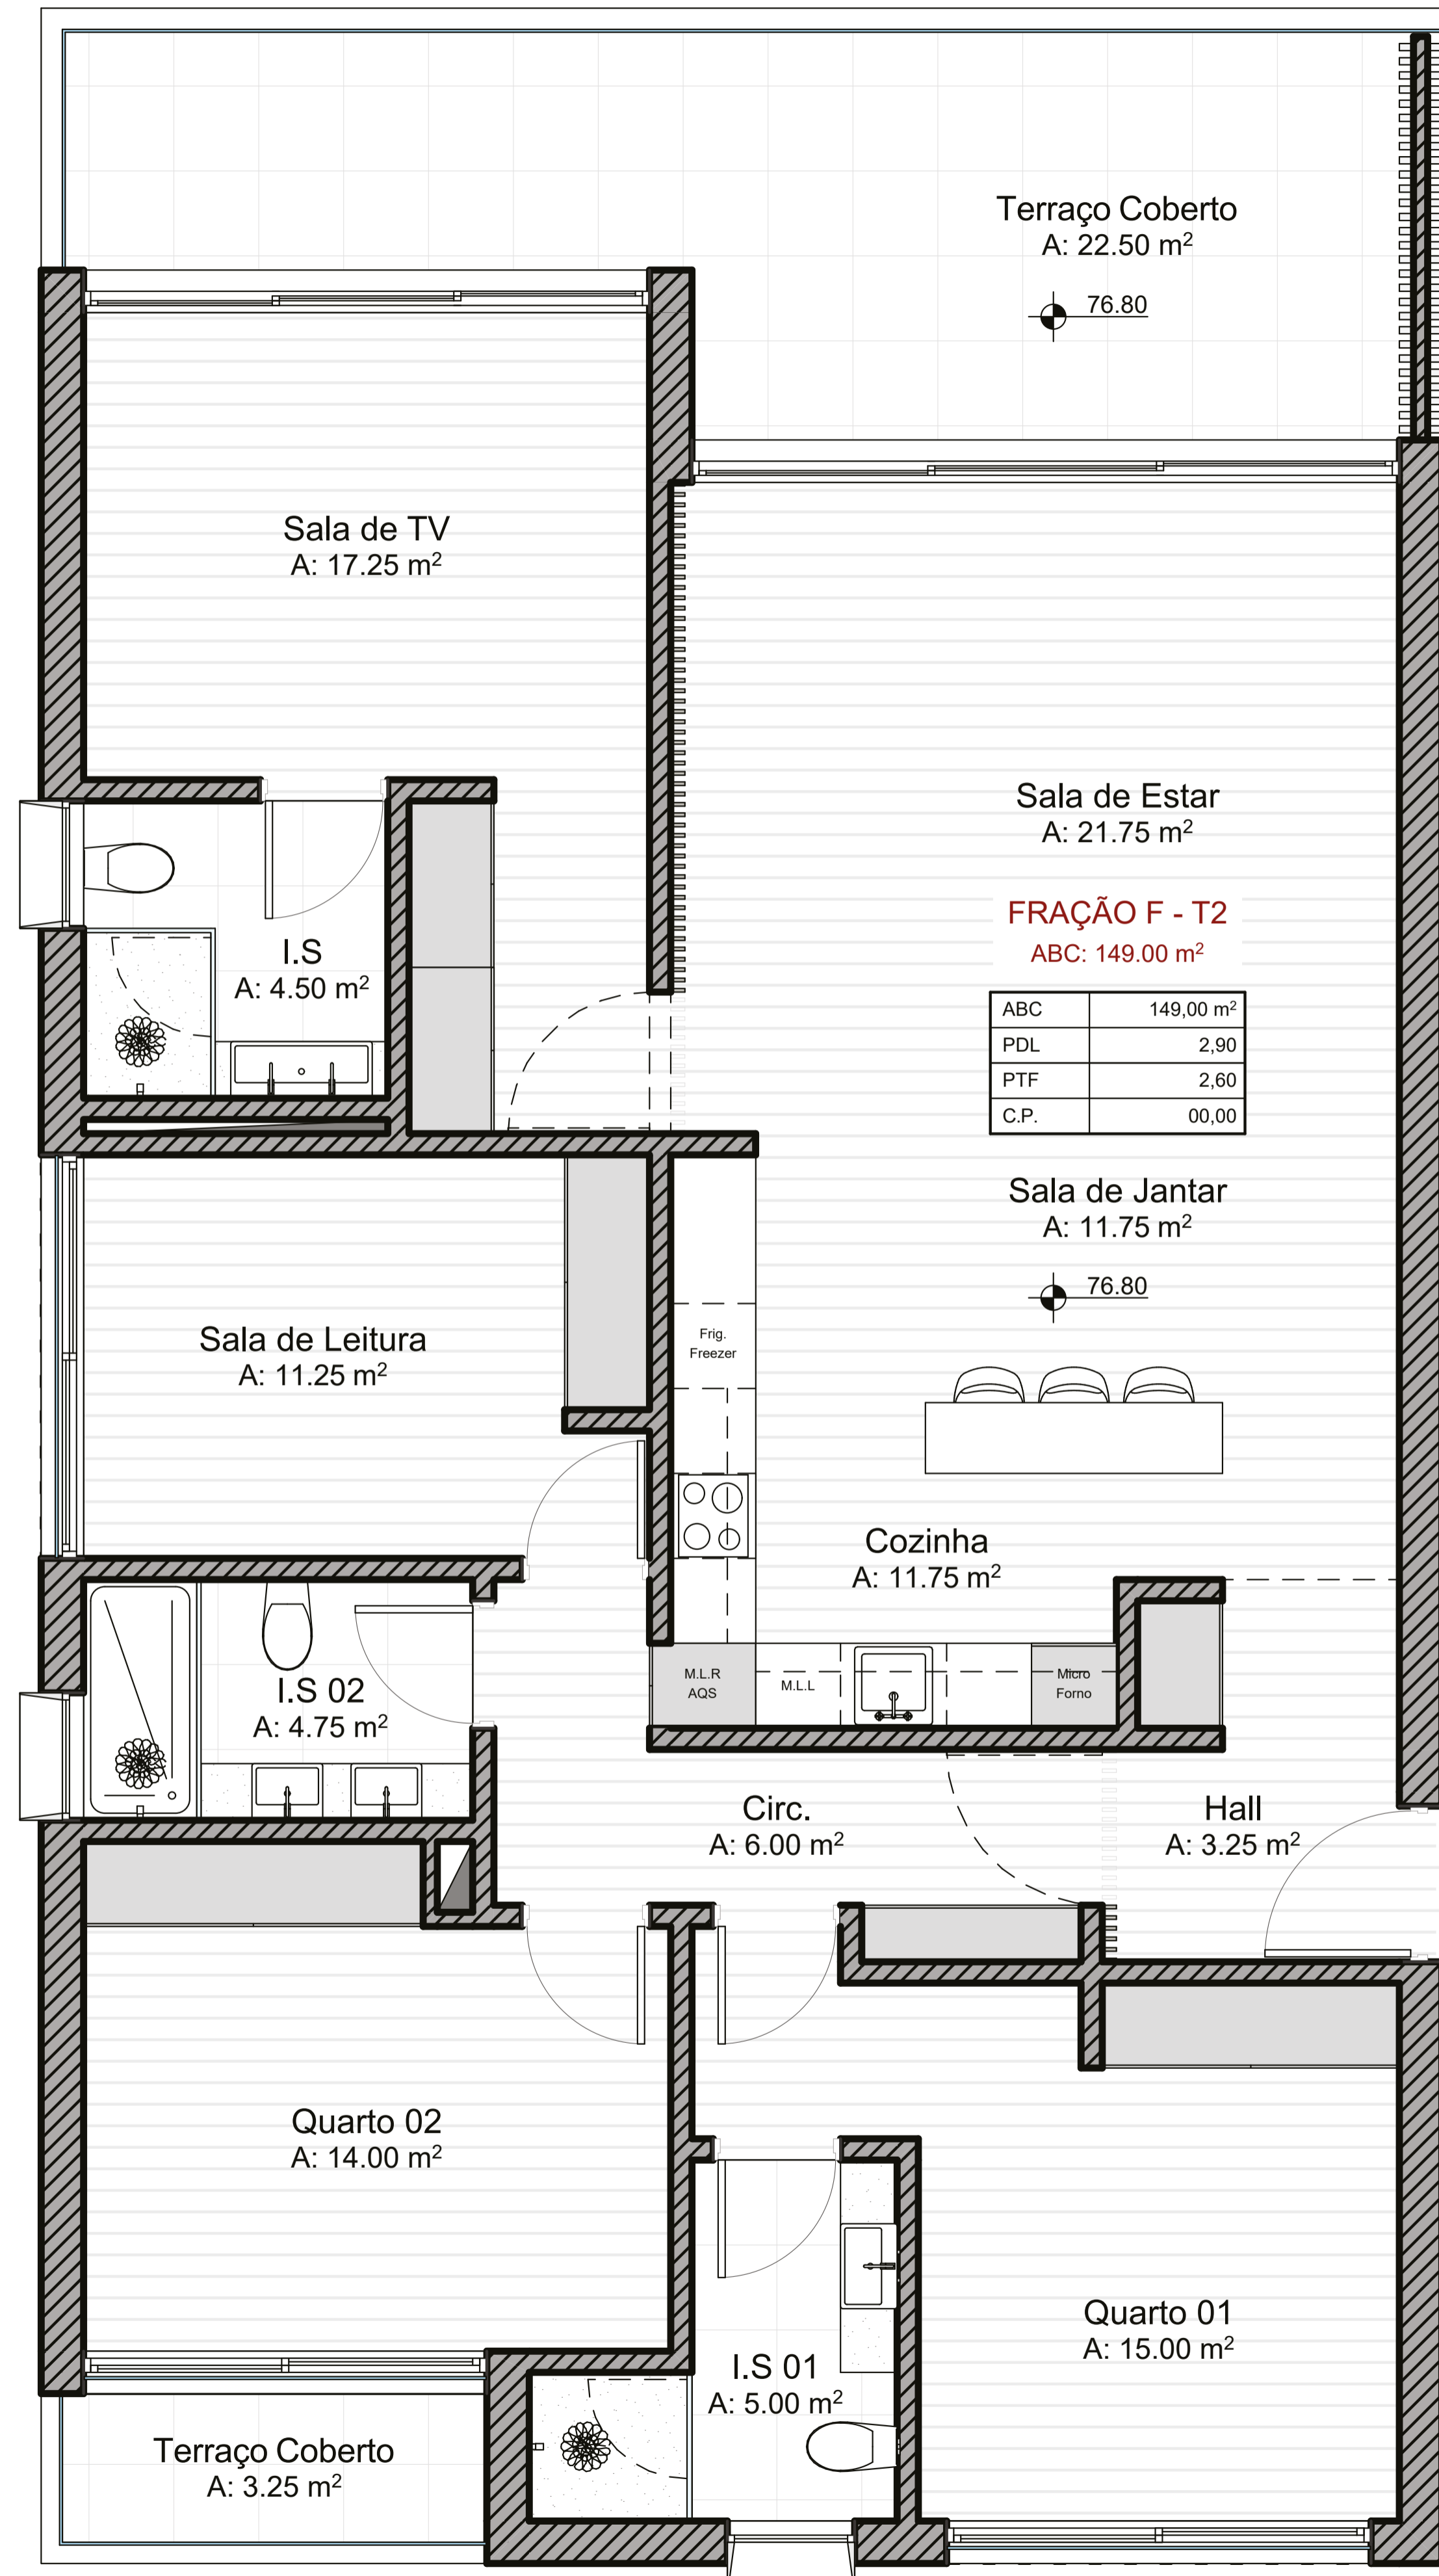 Terraço Coberto
A: 22.50 m²
76.80
Sala de TV
A: 17.25 m²
Sala de Estar
A: 21.75 m²
FRAÇÃO F - T2
ABC: 149.00 m²
I.S
A: 4.50 m²
ABC 149,00 m²
PDL 2,90
PTF 2,60
C.P. 00,00
Sala de Jantar
A: 11.75 m²
76.80
Sala de Leitura
A: 11.25 m²
Frig.
Freezer
Cozinha
A: 11.75 m²
I.S 02
A: 4.75 m²
M.L.R
AQS
M.L.L
Micro
Forno
Circ.
A: 6.00 m²
Hall
A: 3.25 m²
Quarto 02
A: 14.00 m²
Quarto 01
A: 15.00 m²
I.S 01
A: 5.00 m²
Terraço Coberto
A: 3.25 m²